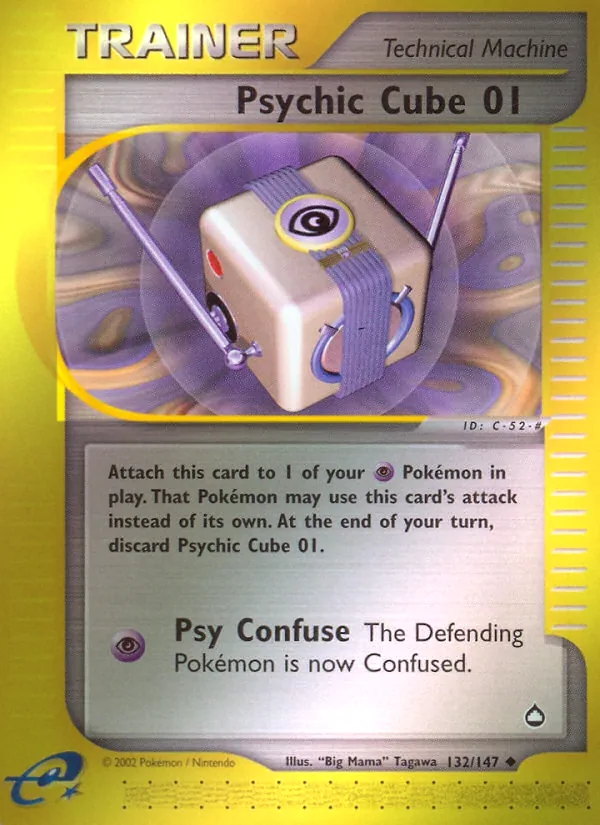 TRAINER
Technical Machine
Psychic Cube 01
ID: C-52-#
Attach this card to 1 of your Pokémon in
play. That Pokémon may use this card's attack
instead of its own. At the end of your turn,
discard Psychic Cube 01.
Psy Confuse The Defending
Pokémon is now Confused.
© 2002 Pokemon / Nintendo Illus. "Big Mama" Tagawa 132/147 ◆
e